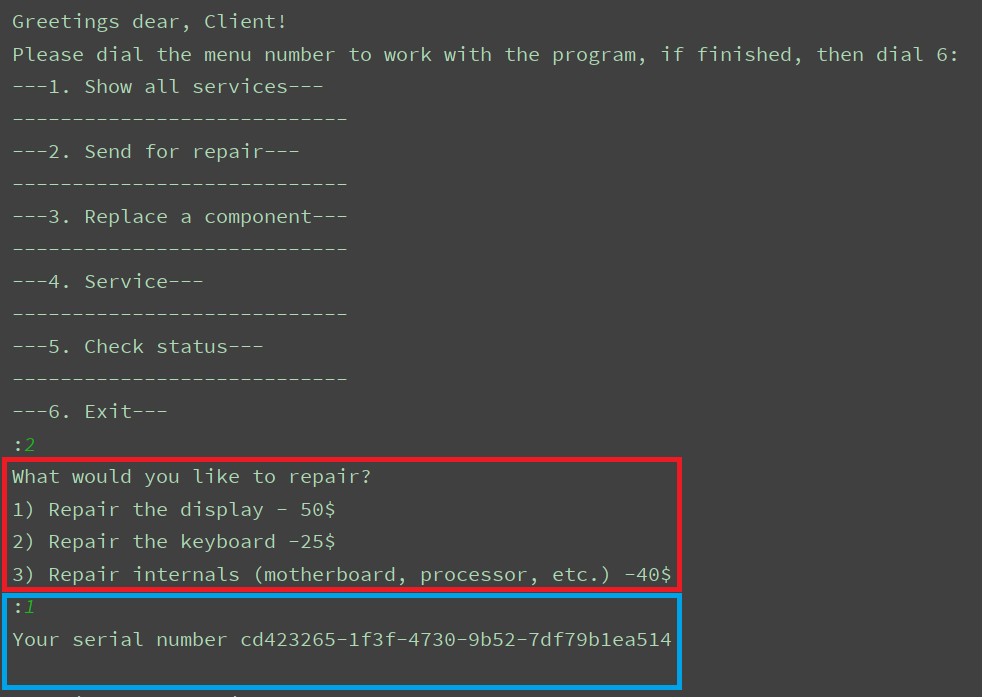 Greetings dear, Client!
Please dial the menu number to work with the program, if finished, then dial 6:
---1. Show all services---
----------------------------
---2. Send for repair---
----------------------------
---3. Replace a component---
----------------------------
---4. Service---
----------------------------
---5. Check status---
----------------------------
---6. Exit---
:2
What would you like to repair?
1) Repair the display - 50$
2) Repair the keyboard -25$
3) Repair internals (motherboard, processor, etc.) -40$
:1
Your serial number cd423265-1f3f-4730-9b52-7df79b1ea514